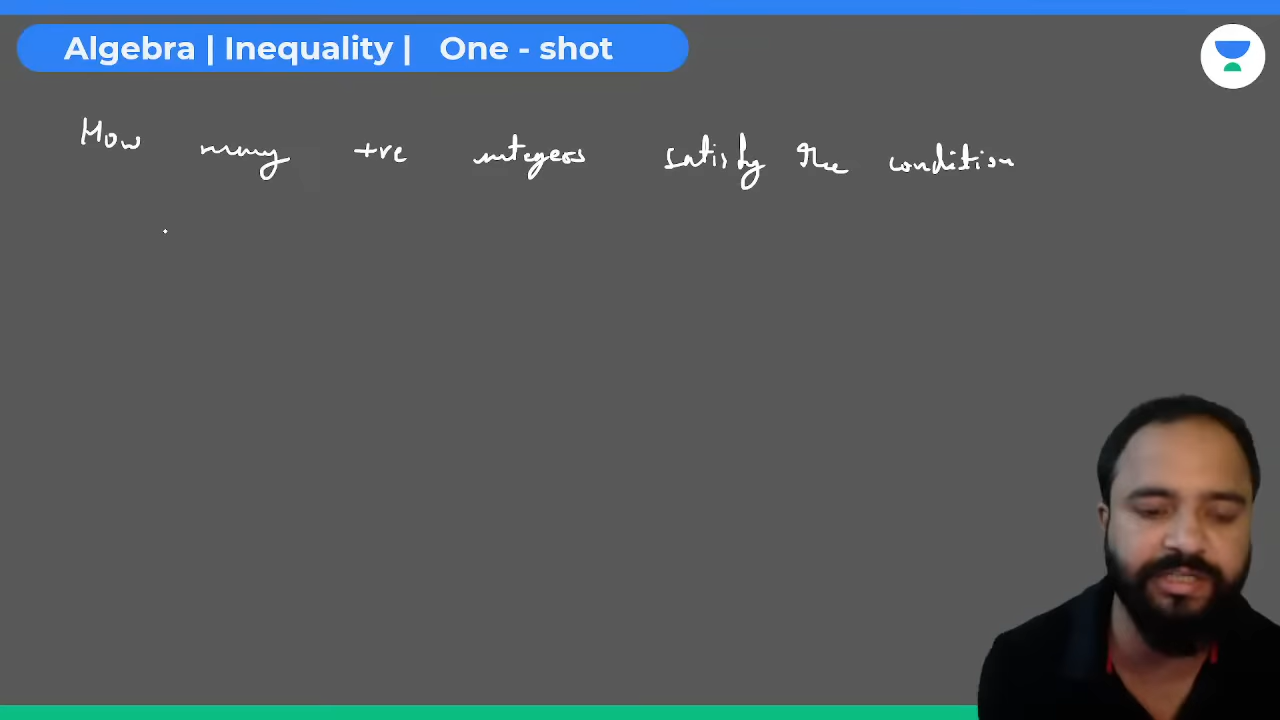 Algebra | Inequality | One - shot
How many +ve integers satisfy the condition